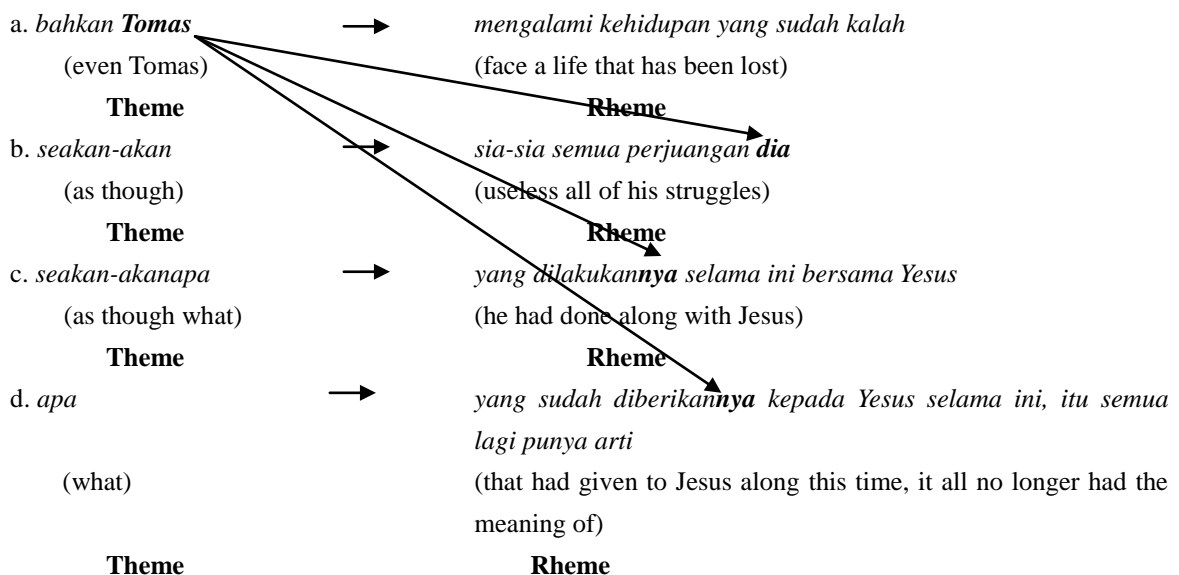 a. bahkan Tomas mengalami kehidupan yang sudah kalah
(even Tomas) (face a life that has been lost)
Theme Rheme
b. seakan-akan sia-sia semua perjuangan dia
(as though) (useless all of his struggles)
Theme Rheme
c. seakan-akanapa yang dilakukannya selama ini bersama Yesus
(as though what) (he had done along with Jesus)
Theme Rheme
d. apa yang sudah diberikannya kepada Yesus selama ini, itu semua
lagi punya arti
(what) (that had given to Jesus along this time, it all no longer had the
meaning of)
Theme Rheme